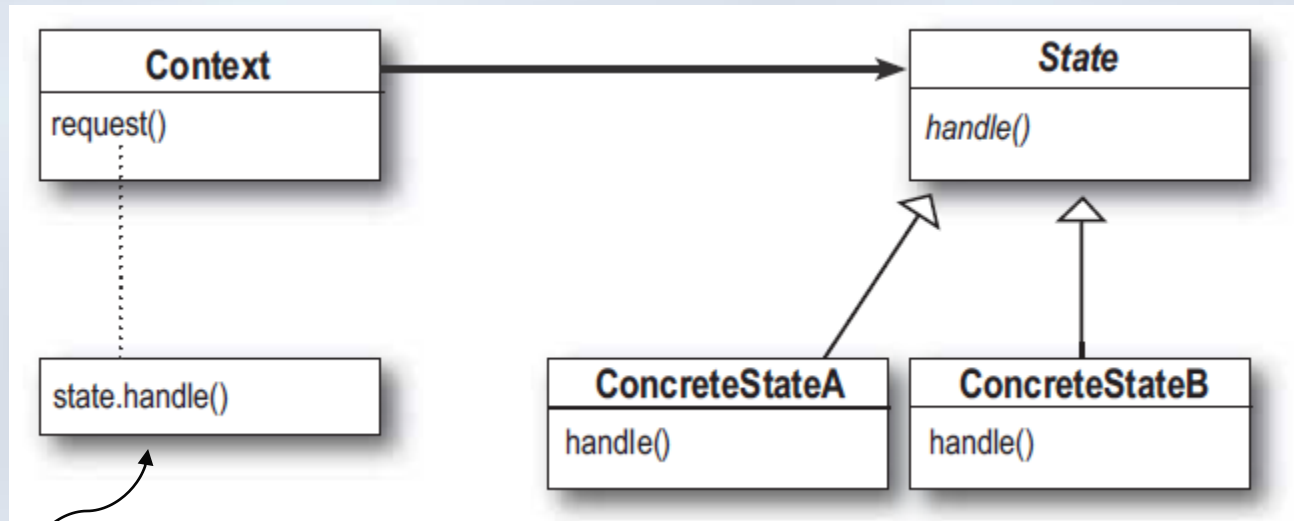 Context
request()
State
handle()
state.handle()
ConcreteStateA
handle()
ConcreteStateB
handle()